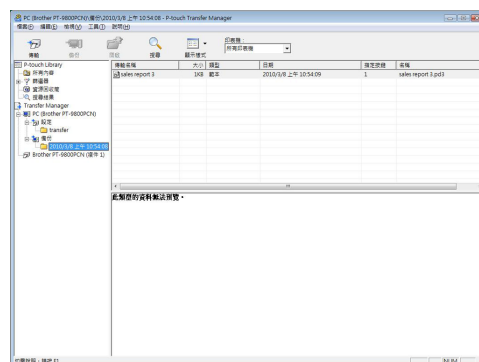 PC (Brother PT-9800PCN)\備份\2010/3/8 上午 10:54:08 - P-touch Transfer Manager
檔案(F) 編輯(E) 檢視(V) 工具(T) 說明(H)
傳輸 備份 開啟 搜尋 顯示樣式
印表機:
所有印表機
P-touch Library
所有內容
篩選器
資源回收筒
搜尋結果
Transfer Manager
PC (Brother PT-9800PCN)
設定
transfer
備份
2010/3/8 上午 10:54:08
Brother PT-9800PCN (複件 1)
傳輸名稱 大小 類型 日期 指定按鍵 名稱
sales report 3 1KB 範本 2010/3/8 上午 10:54:09 1 sales report 3.pd3
此類型的資料無法預覽。
NUM